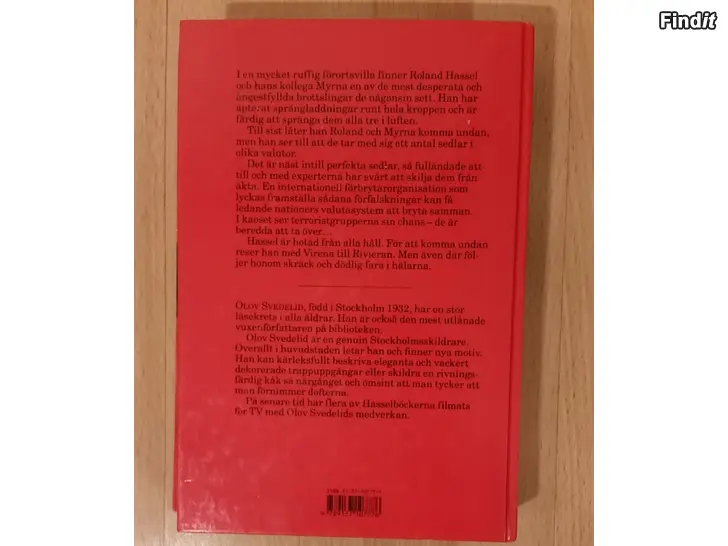 Findit
I en mycket ruffig förortsvilla finner Roland Hassel
och hans kollega Myrna en av de mest desperata och
ångestfyllda brottslingar de någonsin sett. Han har
apterat sprängladdningar runt hela kroppen och är
färdig att spränga dem alla tre i luften.
Till sist låter han Roland och Myrna komma undan,
men han ser till att de tar med sig ett antal sedlar i
olika valutor.
Det är näst intill perfekta sedlar, så fulländade att
till och med experterna har svårt att skilja dem från
äkta. En internationell förbrytarorganisation som
lyckas framställa sådana förfalskningar kan få
ledande nationers valutasystem att bryta samman.
I kaoset ser terroristgrupperna sin chans – de är
beredda att ta över...
Hassel är hotad från alla håll. För att komma undan
reser han med Virena till Rivieran. Men även där föl-
jer honom skräck och dödlig fara i hälarna.
OLOV SVEDELID, född i Stockholm 1932, har en stor
läsekrets i alla åldrar. Han är också den mest utlånade
vuxenförfattaren på biblioteken.
Olov Svedelid är en genuin Stockholmsskildrare.
Överallt i huvudstaden letar han och finner nya motiv.
Han kan kärleksfullt beskriva eleganta och vackert
dekorerade trappuppgångar eller skildra en rivnings-
färdig kåk så närgånget och ömsint att man tycker att
man förnimmer dofterna.
På senare tid har flera av Hasselböckerna filmats
för TV med Olov Svedelids medverkan.
ISBN